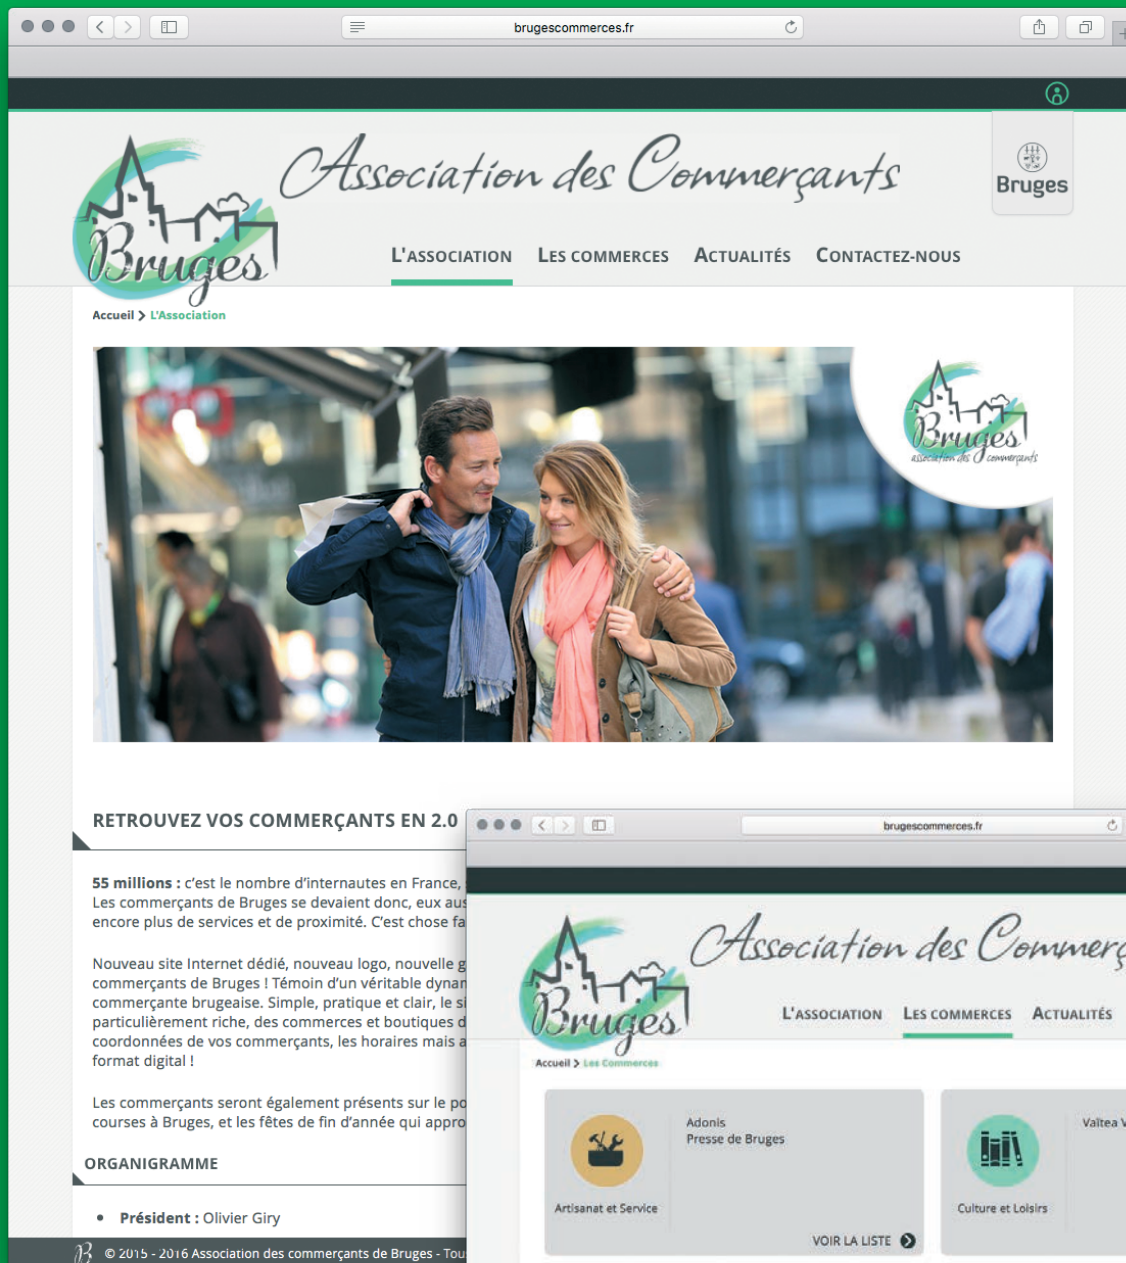 brugescommerces.fr
Association des Commerçants
Bruges
Bruges
L'ASSOCIATION LES COMMERCES ACTUALITÉS CONTACTEZ-NOUS
Accueil > L'Association
Bruges
association des commerçants
RETROUVEZ VOS COMMERÇANTS EN 2.0
55 millions : c'est le nombre d'internautes en France,
Les commerçants de Bruges se devaient donc, eux aus
encore plus de services et de proximité. C'est chose fa
Nouveau site Internet dédié, nouveau logo, nouvelle g
commerçants de Bruges ! Témoin d'un véritable dynam
commerçante brugeaise. Simple, pratique et clair, le si
particulièrement riche, des commerces et boutiques d
coordonnées de vos commerçants, les horaires mais a
format digital !
Les commerçants seront également présents sur le po
courses à Bruges, et les fêtes de fin d'année qui appro
ORGANIGRAMME
• Président : Olivier Giry
B © 2015 - 2016 Association des commerçants de Bruges - Tous
brugescommerces.fr
Association des Commerç
Bruges
L'ASSOCIATION LES COMMERCES ACTUALITÉS
Accueil > Les Commerces
Adonis
Presse de Bruges
Artisanat et Service
VOIR LA LISTE
Vaïtea V
Culture et Loisirs